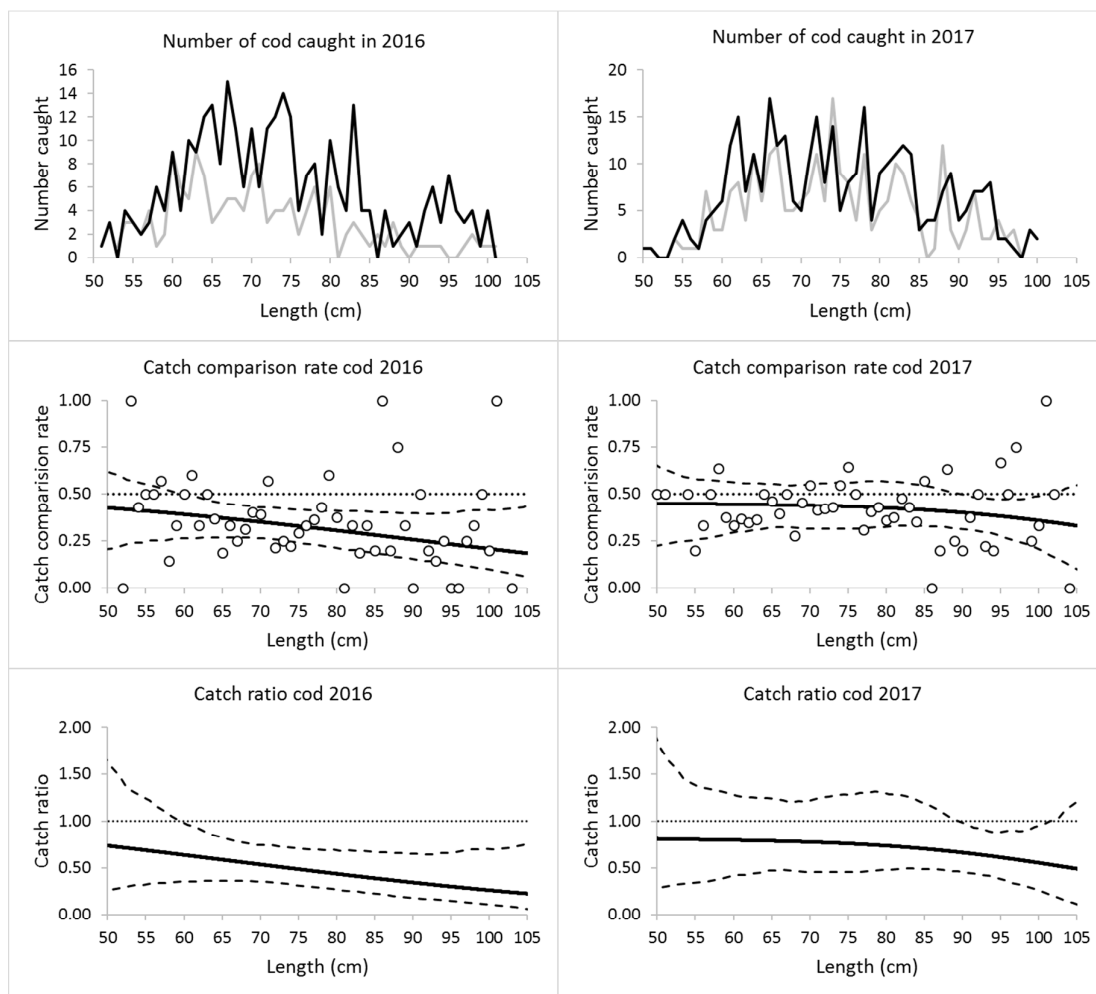 Number of cod caught in 2016
16
14
12
10
8
6
4
2
0
Number caught
50 55 60 65 70 75 80 85 90 95 100 105
Length (cm)
Number of cod caught in 2017
20
15
10
5
0
Number caught
50 55 60 65 70 75 80 85 90 95 100 105
Length (cm)
Catch comparison rate cod 2016
1.00
0.75
0.50
0.25
0.00
Catch comparision rate
50 55 60 65 70 75 80 85 90 95 100 105
Length (cm)
Catch comparison rate cod 2017
1.00
0.75
0.50
0.25
0.00
Catch comparision rate
50 55 60 65 70 75 80 85 90 95 100 105
Length (cm)
Catch ratio cod 2016
2.00
1.50
1.00
0.50
0.00
Catch ratio
50 55 60 65 70 75 80 85 90 95 100 105
Length (cm)
Catch ratio cod 2017
2.00
1.50
1.00
0.50
0.00
Catch ratio
50 55 60 65 70 75 80 85 90 95 100 105
Length (cm)